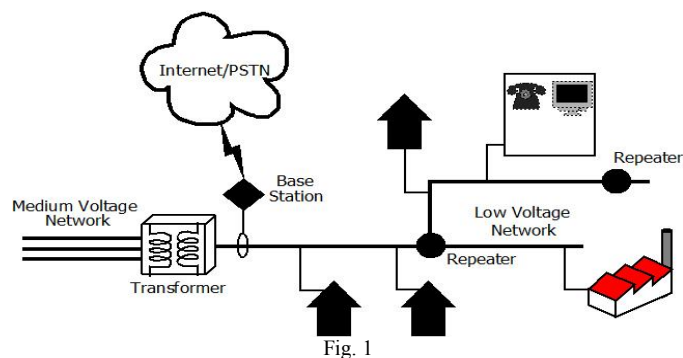 Internet/PSTN
Base
Station
Repeater
Medium Voltage
Network
Low Voltage
Network
Repeater
Transformer
Fig. 1